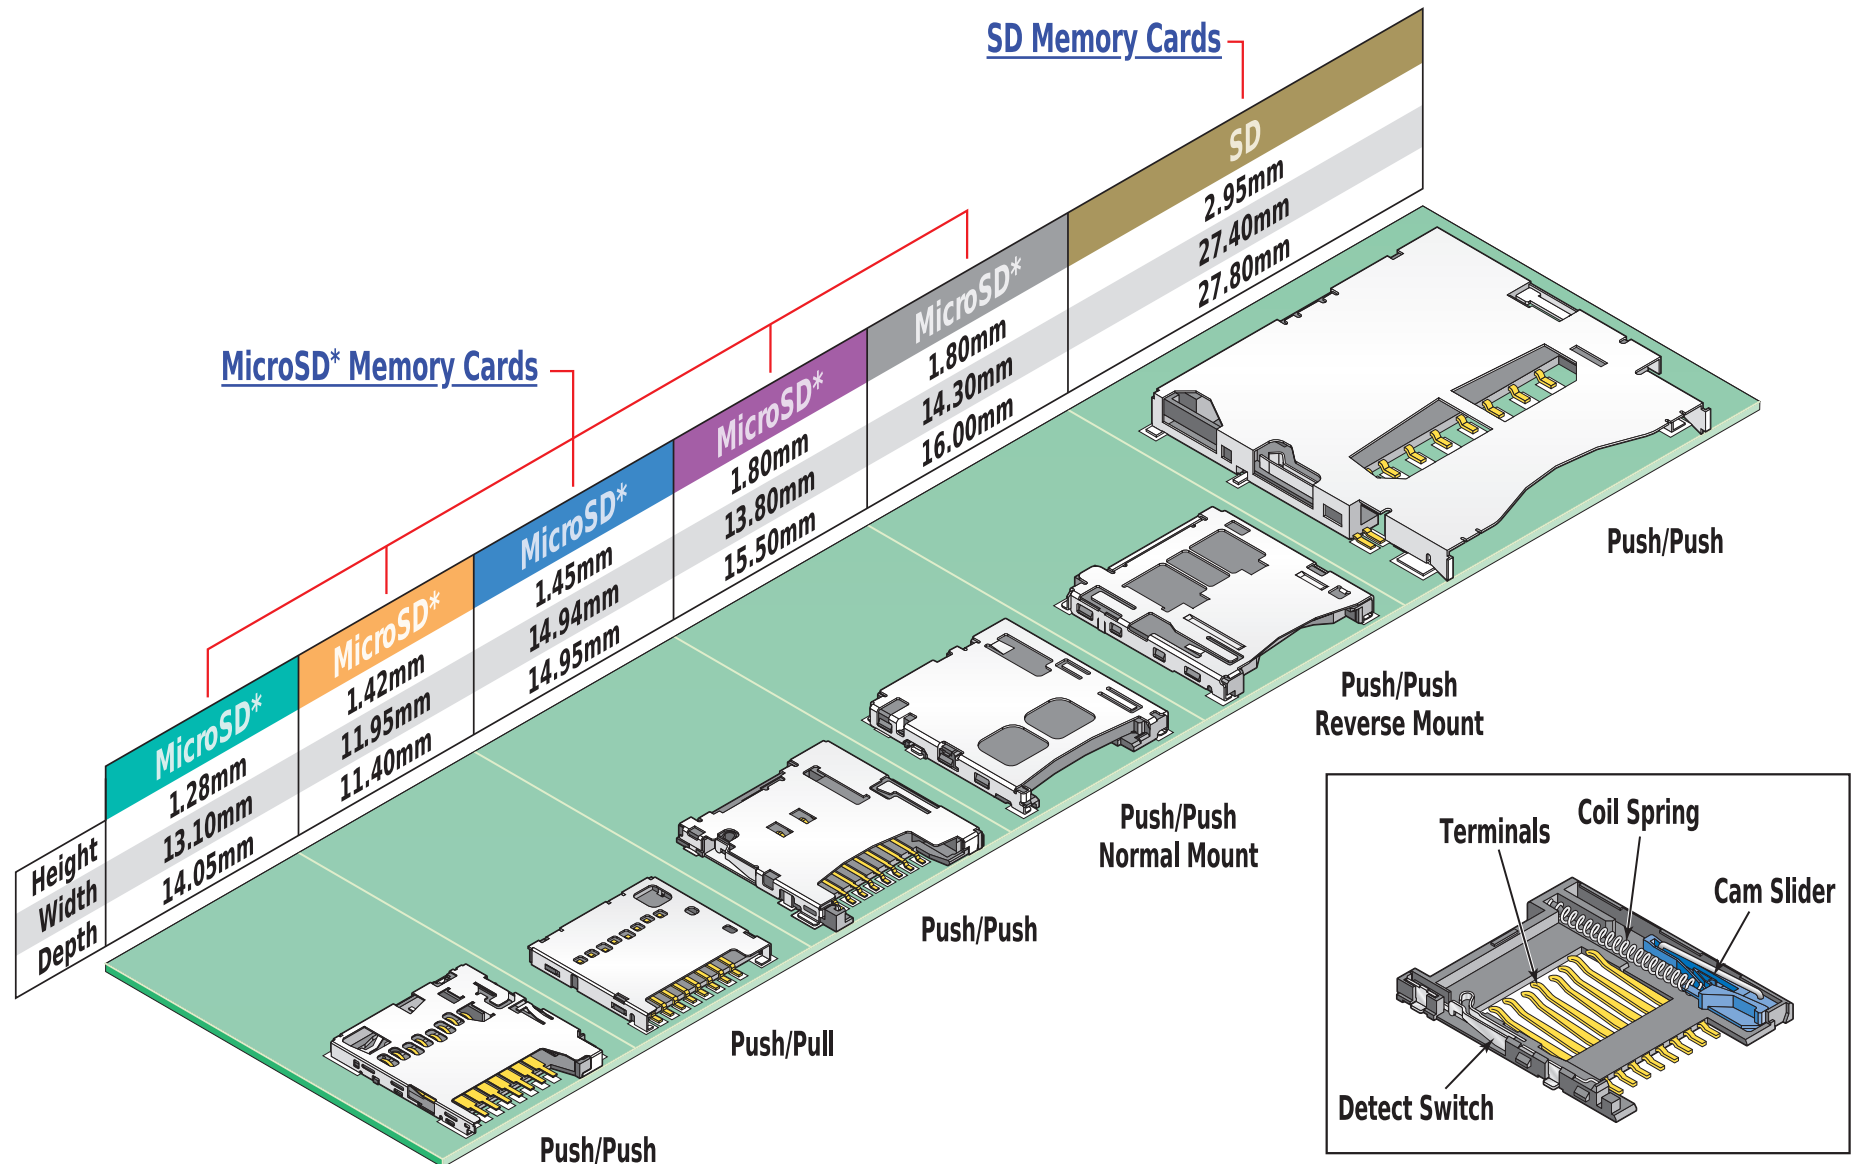 SD Memory Cards
MicroSD* Memory Cards
SD
2.95mm
27.40mm
27.80mm
MicroSD*
1.80mm
14.30mm
16.00mm
MicroSD*
1.80mm
13.80mm
15.50mm
MicroSD*
1.45mm
14.94mm
14.95mm
MicroSD*
1.42mm
11.95mm
11.40mm
MicroSD*
1.28mm
13.10mm
14.05mm
Height
Width
Depth
Push/Push
Push/Push
Reverse Mount
Push/Push
Normal Mount
Push/Push
Push/Pull
Push/Push
Terminals
Coil Spring
Cam Slider
Detect Switch